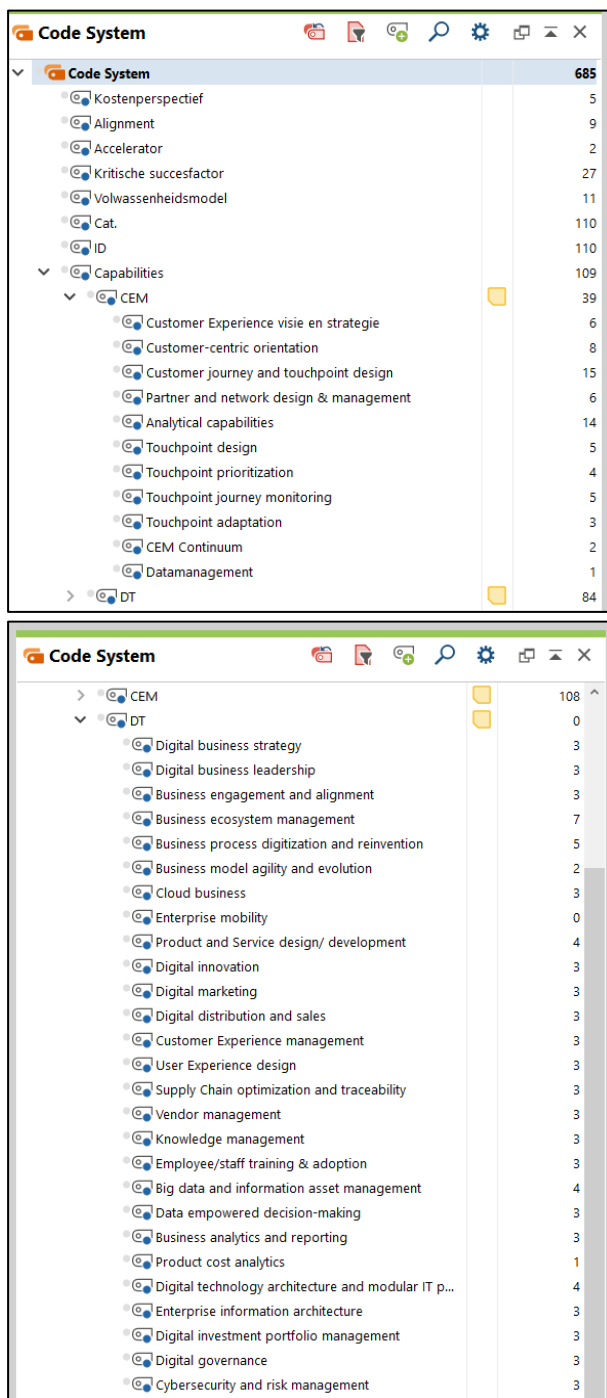 Code System
Code System 685
Kostenperspectief 5
Alignment 9
Accelerator 2
Kritische succesfactor 27
Volwassenheidsmodel 11
Cat. 110
ID 110
Capabilities 109
CEM 39
Customer Experience visie en strategie 6
Customer-centric orientation 8
Customer journey and touchpoint design 15
Partner and network design & management 6
Analytical capabilities 14
Touchpoint design 5
Touchpoint prioritization 4
Touchpoint journey monitoring 5
Touchpoint adaptation 3
CEM Continuum 2
Datamanagement 1
DT 84
Code System
CEM 108
DT 0
Digital business strategy 3
Digital business leadership 3
Business engagement and alignment 3
Business ecosystem management 7
Business process digitization and reinvention 5
Business model agility and evolution 2
Cloud business 3
Enterprise mobility 0
Product and Service design/ development 4
Digital innovation 3
Digital marketing 3
Digital distribution and sales 3
Customer Experience management 3
User Experience design 3
Supply Chain optimization and traceability 3
Vendor management 3
Knowledge management 3
Employee/staff training & adoption 3
Big data and information asset management 4
Data empowered decision-making 3
Business analytics and reporting 3
Product cost analytics 1
Digital technology architecture and modular IT p... 4
Enterprise information architecture 3
Digital investment portfolio management 3
Digital governance 3
Cybersecurity and risk management 3